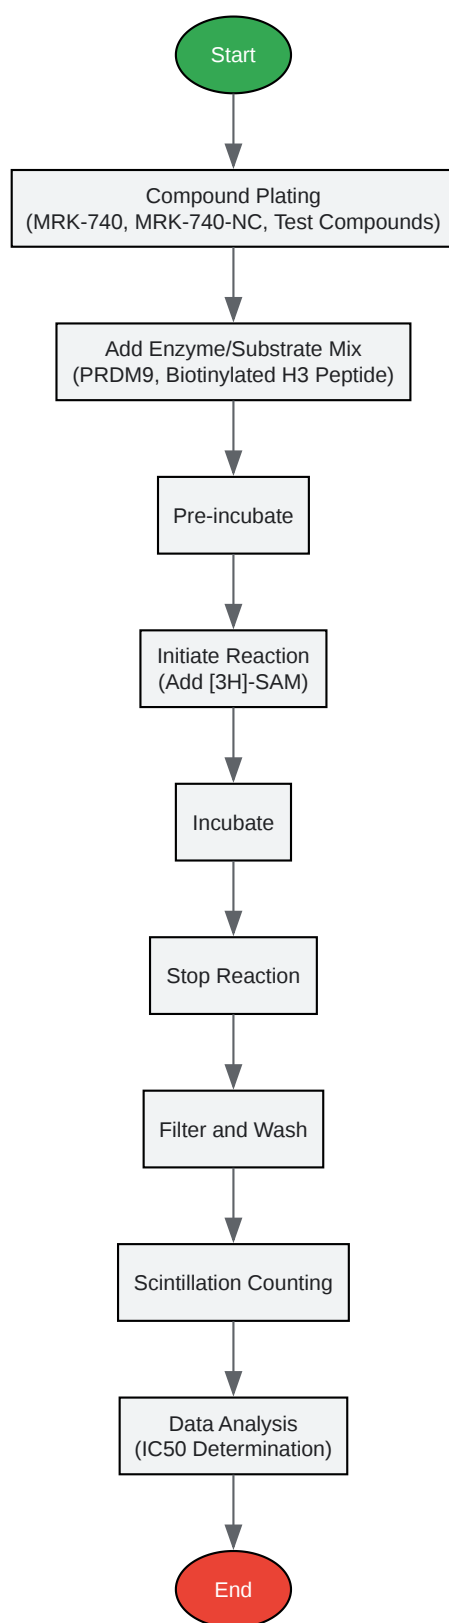 Start
Compound Plating
(MRK-740, MRK-740-NC, Test Compounds)
Add Enzyme/Substrate Mix
(PRDM9, Biotinylated H3 Peptide)
Pre-incubate
Initiate Reaction
(Add [3H]-SAM)
Incubate
Stop Reaction
Filter and Wash
Scintillation Counting
Data Analysis
(IC50 Determination)
End